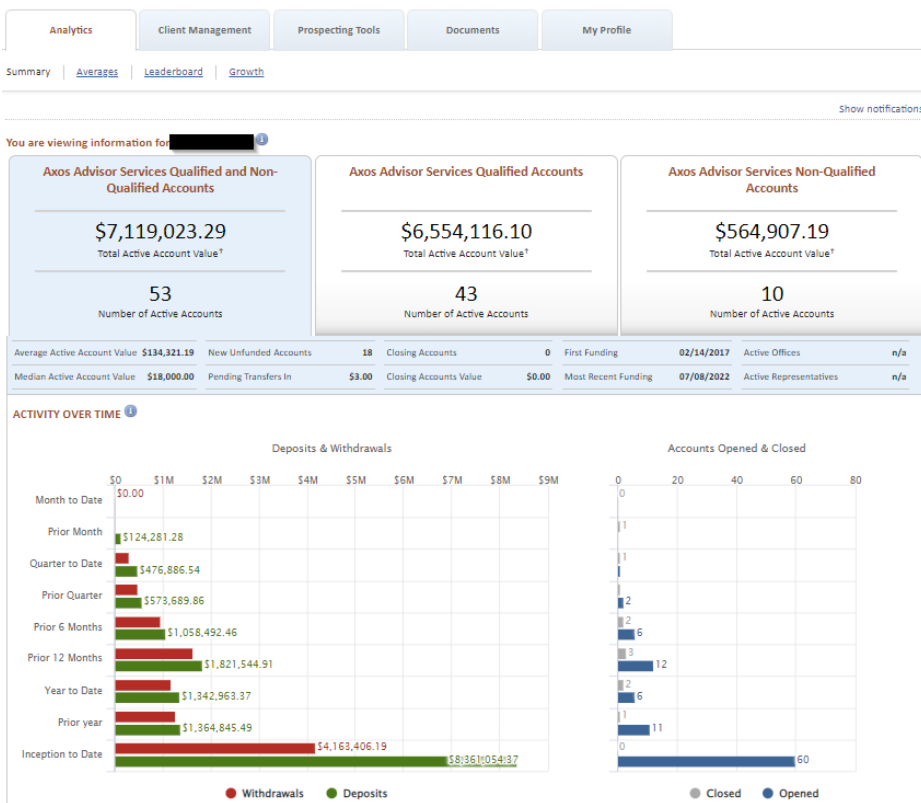 Analytics
Client Management
Prospecting Tools
Documents
My Profile
Summary
Averages
Leaderboard
Growth
Show notifications
You are viewing information for
Axos Advisor Services Qualified and Non-
Qualified Accounts
$7,119,023.29
Total Active Account Value†
53
Number of Active Accounts
Axos Advisor Services Qualified Accounts
$6,554,116.10
Total Active Account Value†
43
Number of Active Accounts
Axos Advisor Services Non-Qualified
Accounts
$564,907.19
Total Active Account Value†
10
Number of Active Accounts
Average Active Account Value $134,321.19
New Unfunded Accounts 18
Closing Accounts 0
First Funding 02/14/2017
Active Offices n/a
Median Active Account Value $18,000.00
Pending Transfers In $3.00
Closing Accounts Value $0.00
Most Recent Funding 07/08/2022
Active Representatives n/a
ACTIVITY OVER TIME
Deposits & Withdrawals
$0 $1M $2M $3M $4M $5M $6M $7M $8M $9M
Month to Date $0.00
Prior Month $124,281.28
Quarter to Date $476,886.54
Prior Quarter $573,689.86
Prior 6 Months $1,058,492.46
Prior 12 Months $1,821,544.91
Year to Date $1,342,963.37
Prior year $1,364,845.49
Inception to Date $4,163,406.19
$8,361,054.37
Withdrawals Deposits
Accounts Opened & Closed
0 20 40 60 80
0
1
1
2
2
6
3
12
2
6
1
11
0
60
Closed Opened